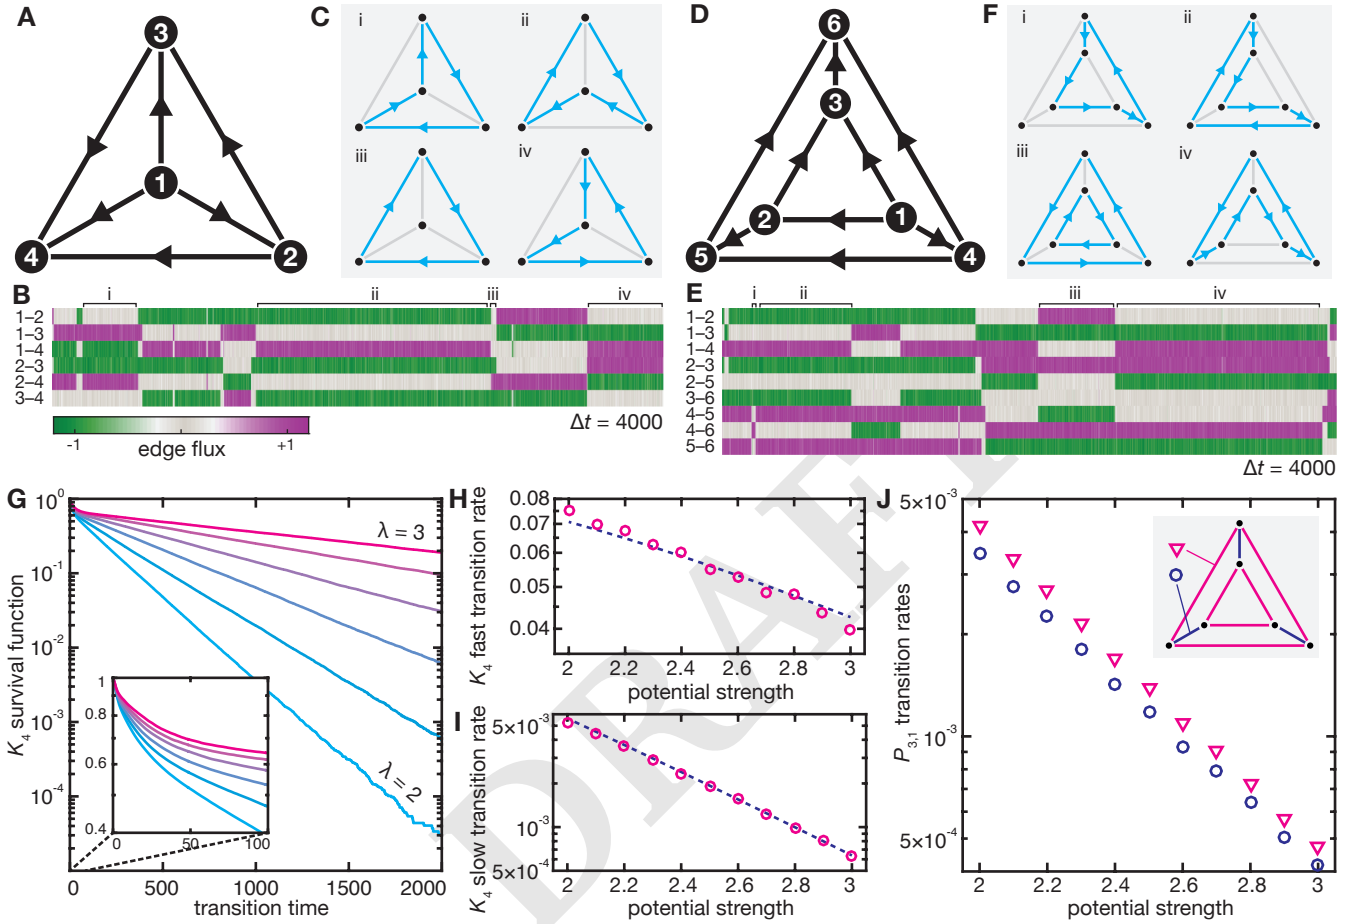 A
3
1
4
2
C
i
ii
iii
iv
D
6
3
2
1
5
4
F
i
ii
iii
iv
B
i
ii
iii
iv
1–2
1–3
1–4
2–3
2–4
3–4
-1
edge flux
+1
Δt = 4000
E
i
ii
iii
iv
1–2
1–3
1–4
2–3
2–5
3–6
4–5
4–6
5–6
Δt = 4000
G
K4 survival function
10^0
10^-1
10^-2
10^-3
10^-4
λ = 3
λ = 2
1
0.8
0.6
0.4
0
50
100
0
500
1000
1500
2000
transition time
H
K4 fast transition rate
0.08
0.07
0.06
0.05
0.04
2
2.2
2.4
2.6
2.8
3
potential strength
I
K4 slow transition rate
5×10^-3
10^-3
5×10^-4
2
2.2
2.4
2.6
2.8
3
potential strength
J
P3,1 transition rates
5×10^-3
10^-3
5×10^-4
2
2.2
2.4
2.6
2.8
3
potential strength
DRAFT